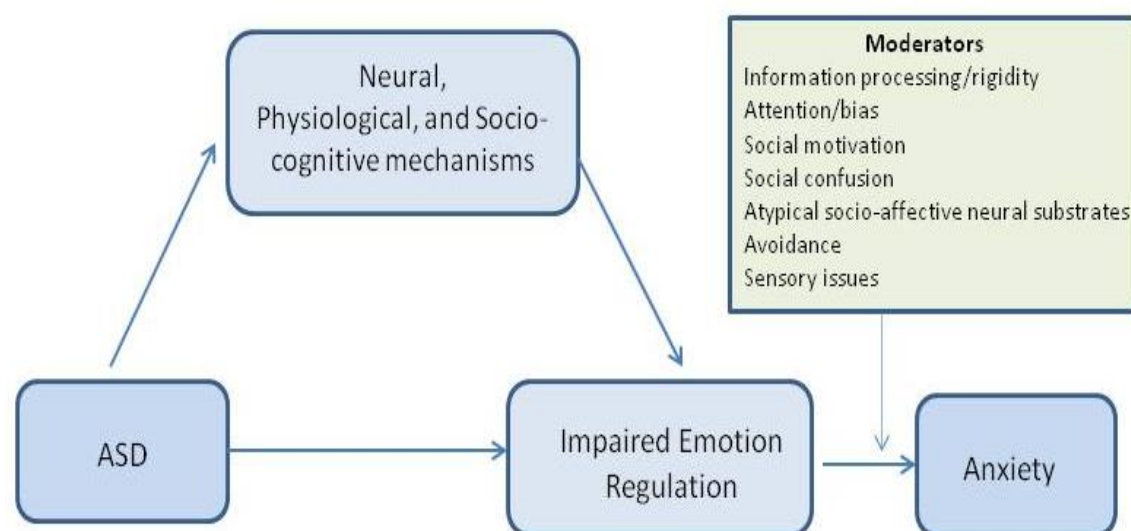 Neural,
Physiological, and Socio-
cognitive mechanisms
Moderators
Information processing/rigidity
Attention/bias
Social motivation
Social confusion
Atypical socio-affective neural substrates
Avoidance
Sensory issues
ASD
Impaired Emotion
Regulation
Anxiety